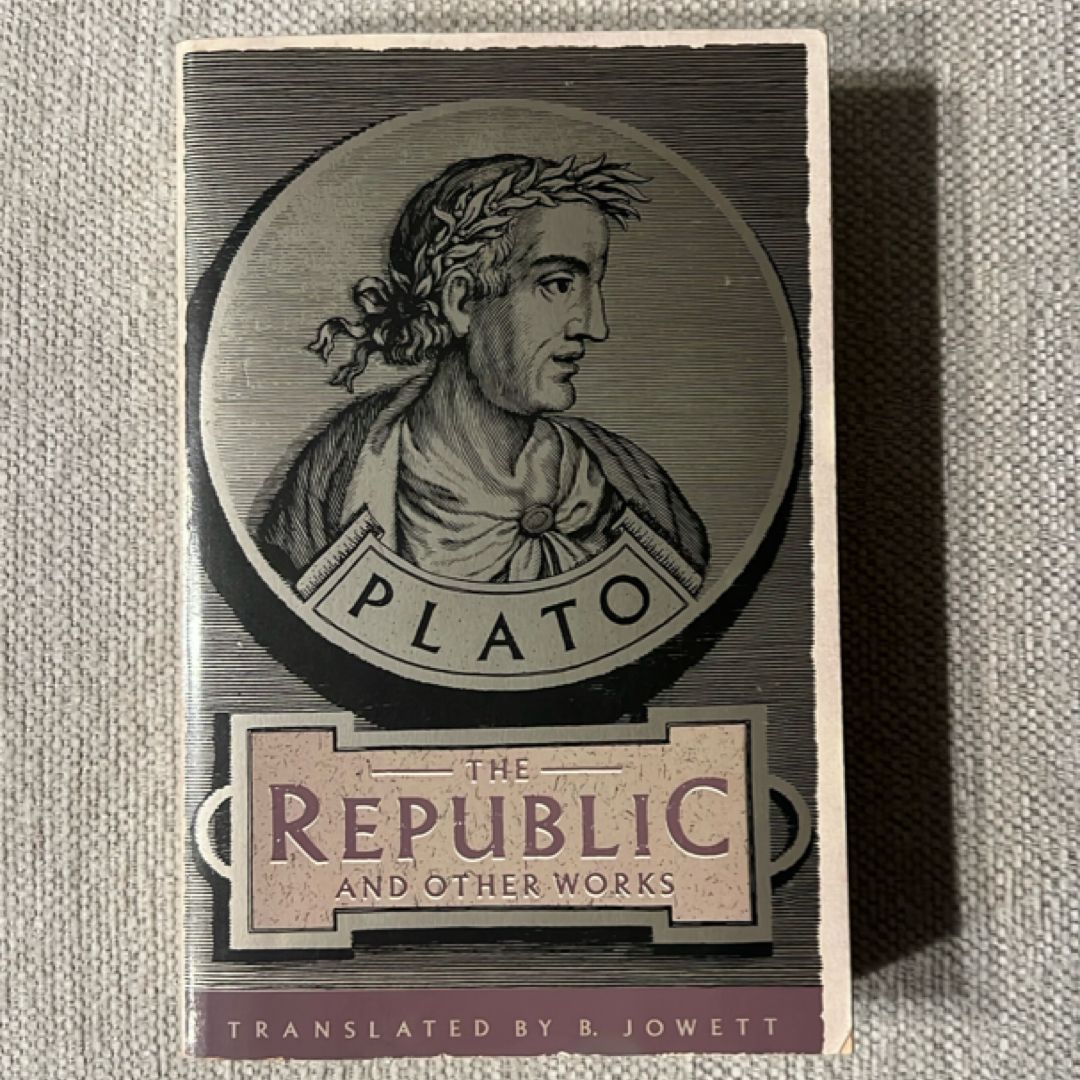 PLATO
THE
REPUBLIC
AND OTHER WORKS
TRANSLATED BY B. JOWETT